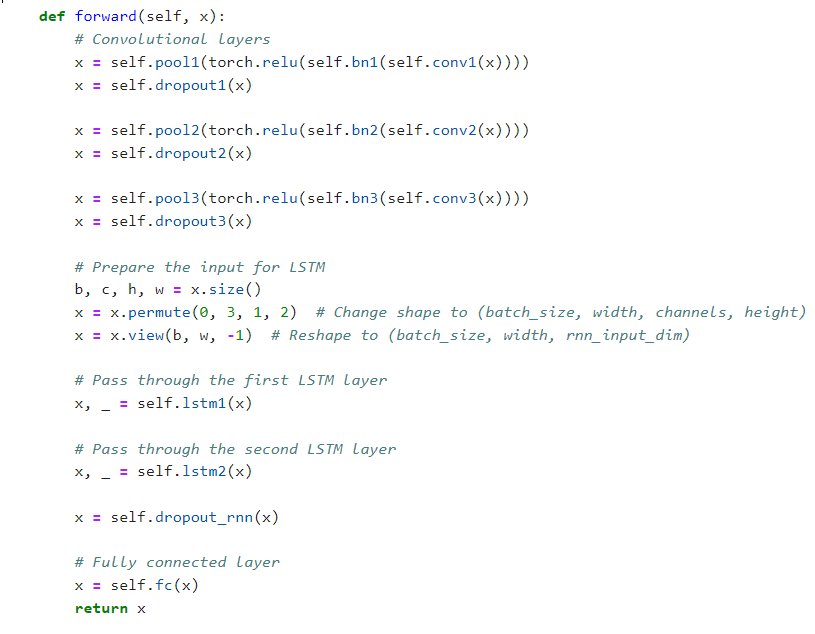 def forward(self, x):
    # Convolutional layers
    x = self.pool1(torch.relu(self.bn1(self.conv1(x))))
    x = self.dropout1(x)

    x = self.pool2(torch.relu(self.bn2(self.conv2(x))))
    x = self.dropout2(x)

    x = self.pool3(torch.relu(self.bn3(self.conv3(x))))
    x = self.dropout3(x)

    # Prepare the input for LSTM
    b, c, h, w = x.size()
    x = x.permute(0, 3, 1, 2)  # Change shape to (batch_size, width, channels, height)
    x = x.view(b, w, -1)  # Reshape to (batch_size, width, rnn_input_dim)

    # Pass through the first LSTM layer
    x, _ = self.lstm1(x)

    # Pass through the second LSTM layer
    x, _ = self.lstm2(x)

    x = self.dropout_rnn(x)

    # Fully connected layer
    x = self.fc(x)
    return x